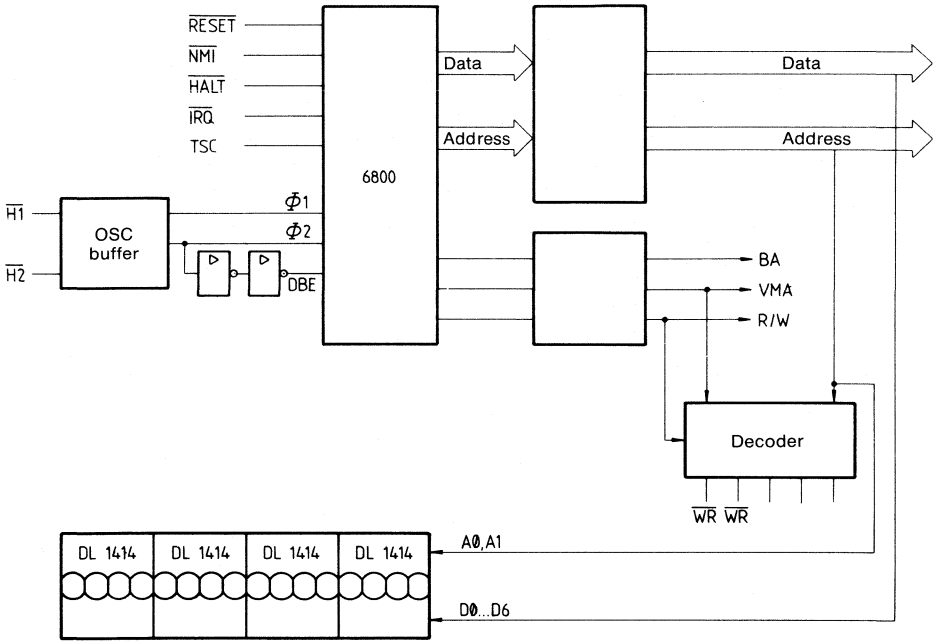 RESET
NMI
HALT
IRQ
TSC
6800
Data
Address
Data
Address
H1
H2
OSC
buffer
Φ1
Φ2
DBE
BA
VMA
R/W
Decoder
WR WR
DL 1414 DL 1414 DL 1414 DL 1414
A0,A1
D0...D6